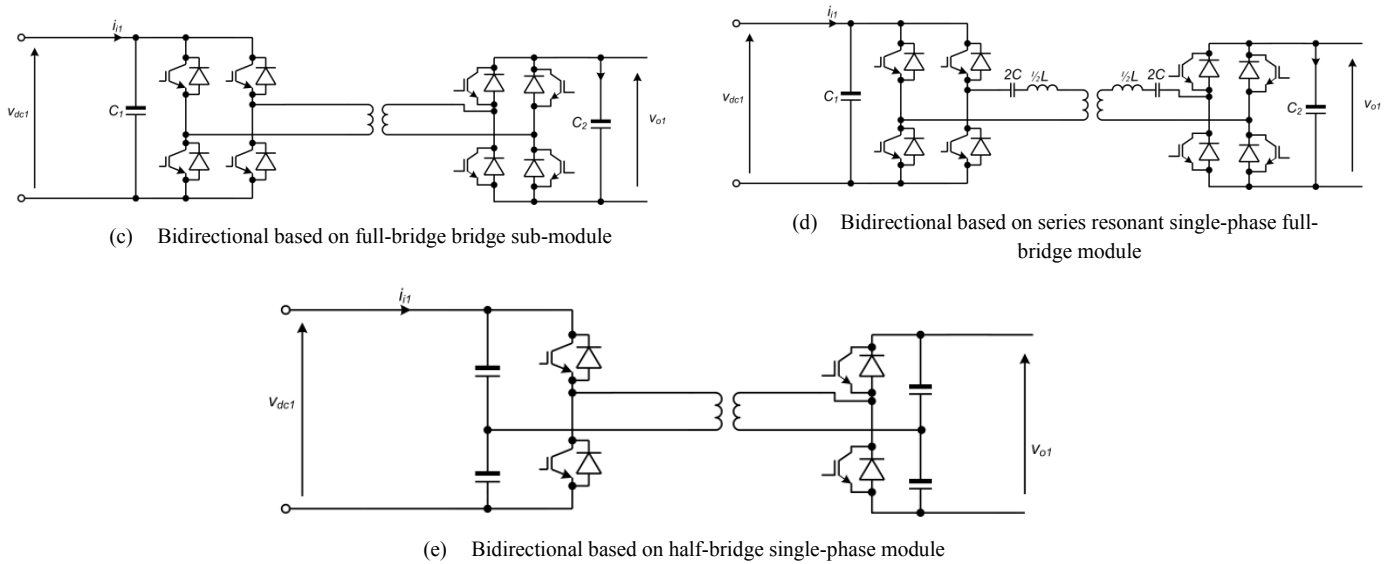 i_i1
v_dc1
C_1
C_2
v_o1
(c) Bidirectional based on full-bridge bridge sub-module
i_i1
v_dc1
C_1
2C ½L
½L 2C
C_2
v_o1
(d) Bidirectional based on series resonant single-phase full-
bridge module
i_i1
v_dc1
v_o1
(e) Bidirectional based on half-bridge single-phase module